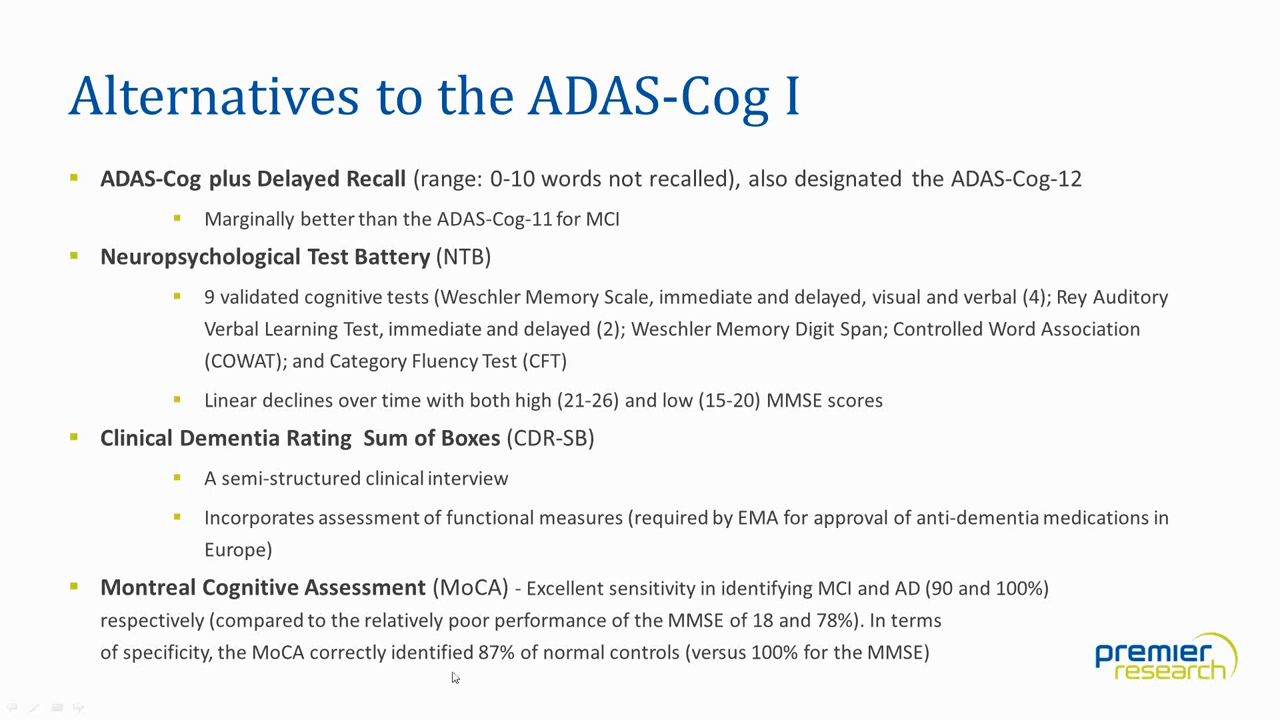 Alternatives to the ADAS-Cog I
ADAS-Cog plus Delayed Recall (range: 0-10 words not recalled), also designated the ADAS-Cog-12
Marginally better than the ADAS-Cog-11 for MCI
Neuropsychological Test Battery (NTB)
9 validated cognitive tests (Weschler Memory Scale, immediate and delayed, visual and verbal (4); Rey Auditory
Verbal Learning Test, immediate and delayed (2); Weschler Memory Digit Span; Controlled Word Association
(COWAT); and Category Fluency Test (CFT)
Linear declines over time with both high (21-26) and low (15-20) MMSE scores
Clinical Dementia Rating Sum of Boxes (CDR-SB)
A semi-structured clinical interview
Incorporates assessment of functional measures (required by EMA for approval of anti-dementia medications in
Europe)
Montreal Cognitive Assessment (MoCA) - Excellent sensitivity in identifying MCI and AD (90 and 100%)
respectively (compared to the relatively poor performance of the MMSE of 18 and 78%). In terms
of specificity, the MoCA correctly identified 87% of normal controls (versus 100% for the MMSE)
premier
research